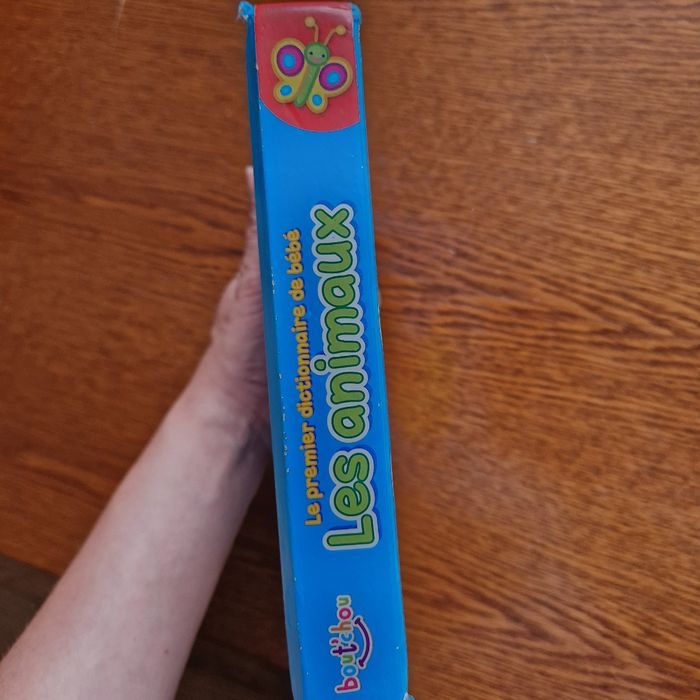 Le premier dictionnaire de bébé
Les animaux
bout'chou